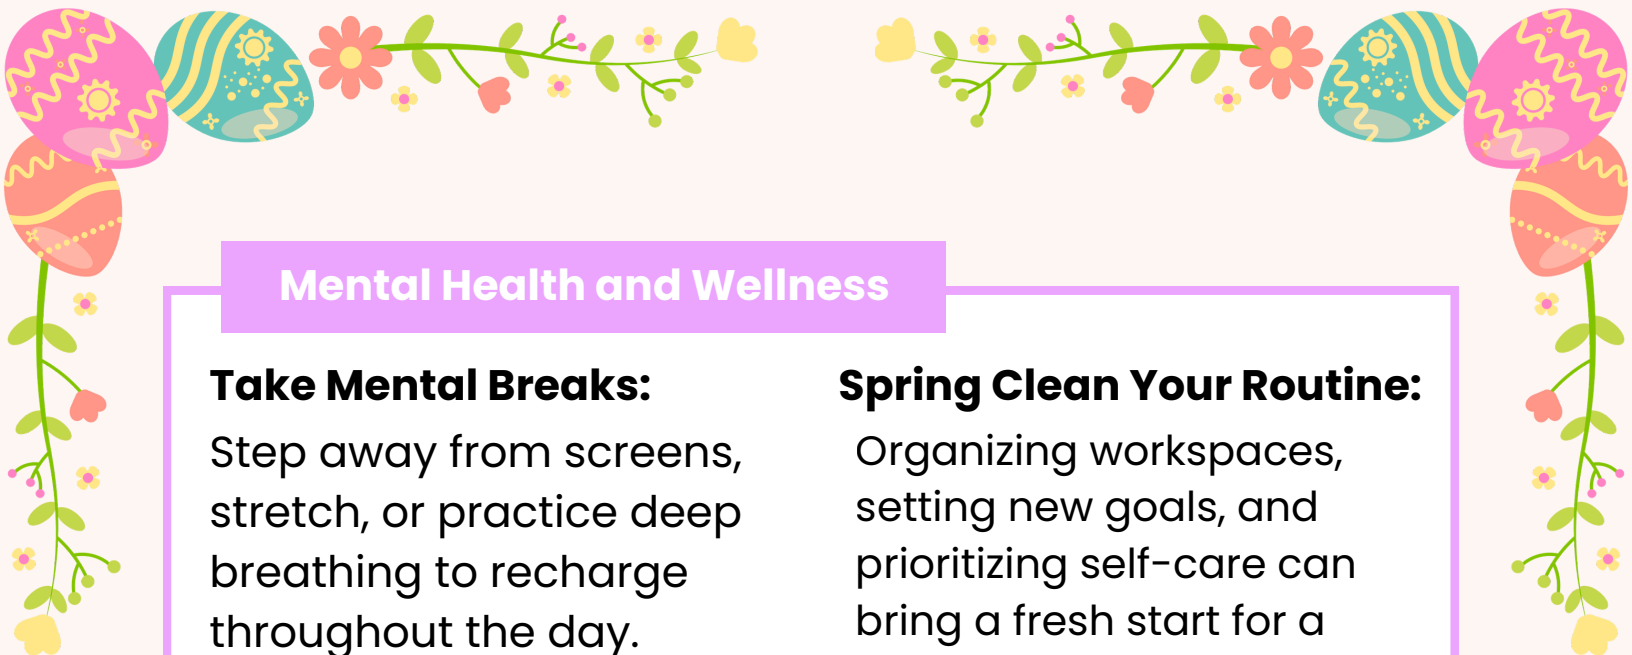 Mental Health and Wellness
Take Mental Breaks:
Step away from screens,
stretch, or practice deep
breathing to recharge
throughout the day.
Spring Clean Your Routine:
Organizing workspaces,
setting new goals, and
prioritizing self-care can
bring a fresh start for a